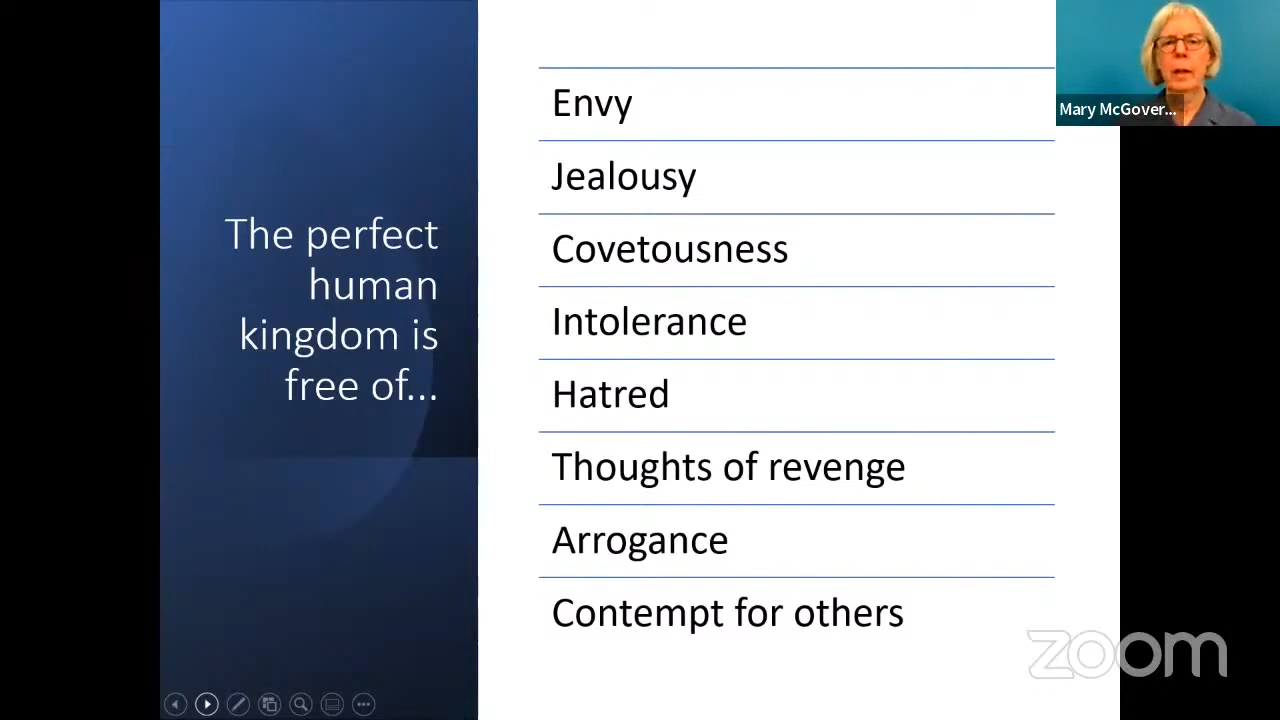 The perfect
human
kingdom is
free of...
Envy
Jealousy
Covetousness
Intolerance
Hatred
Thoughts of revenge
Arrogance
Contempt for others
Mary McGover...
zoom